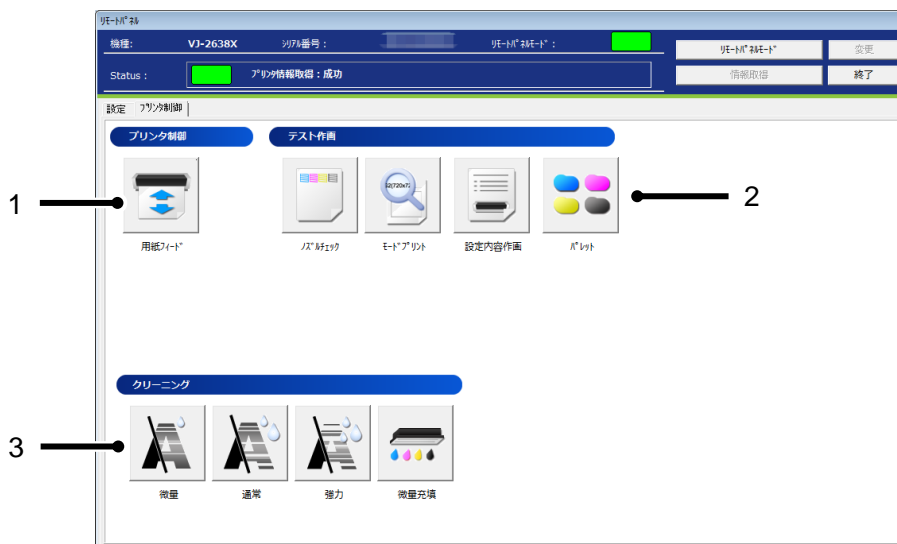 ﾘﾓｰﾄﾊﾟﾈﾙ
機種: VJ-2638X ｼﾘｱﾙ番号: ﾘﾓｰﾄﾊﾟﾈﾙﾓｰﾄﾞ:
ﾘﾓｰﾄﾊﾟﾈﾙﾓｰﾄﾞ 変更
Status : ﾌﾟﾘﾝﾀ情報取得：成功
情報取得 終了
設定 ﾌﾟﾘﾝﾀ制御
プリンタ制御 テスト作画
1
2
用紙ﾌｨｰﾄﾞ ﾉｽﾞﾙﾁｪｯｸ ﾓｰﾄﾞﾌﾟﾘﾝﾄ 設定内容作画 ﾊﾟﾚｯﾄ
クリーニング
3
微量 通常 強力 微量充填